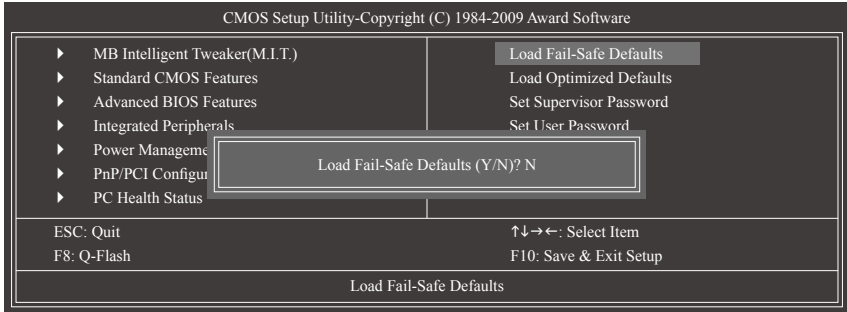 CMOS Setup Utility-Copyright (C) 1984-2009 Award Software
MB Intelligent Tweaker(M.I.T.)
Standard CMOS Features
Advanced BIOS Features
Integrated Peripherals
Power Manageme
PnP/PCI Configur
PC Health Status
Load Fail-Safe Defaults
Load Optimized Defaults
Set Supervisor Password
Set User Password
Load Fail-Safe Defaults (Y/N)? N
ESC: Quit
↑↓→←: Select Item
F8: Q-Flash
F10: Save & Exit Setup
Load Fail-Safe Defaults